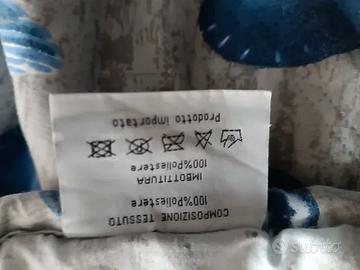 COMPOSIZIONE TESSUTO
100%Poliestere
IMBOTTITURA
100%Poliestere
Prodotto importato
subito